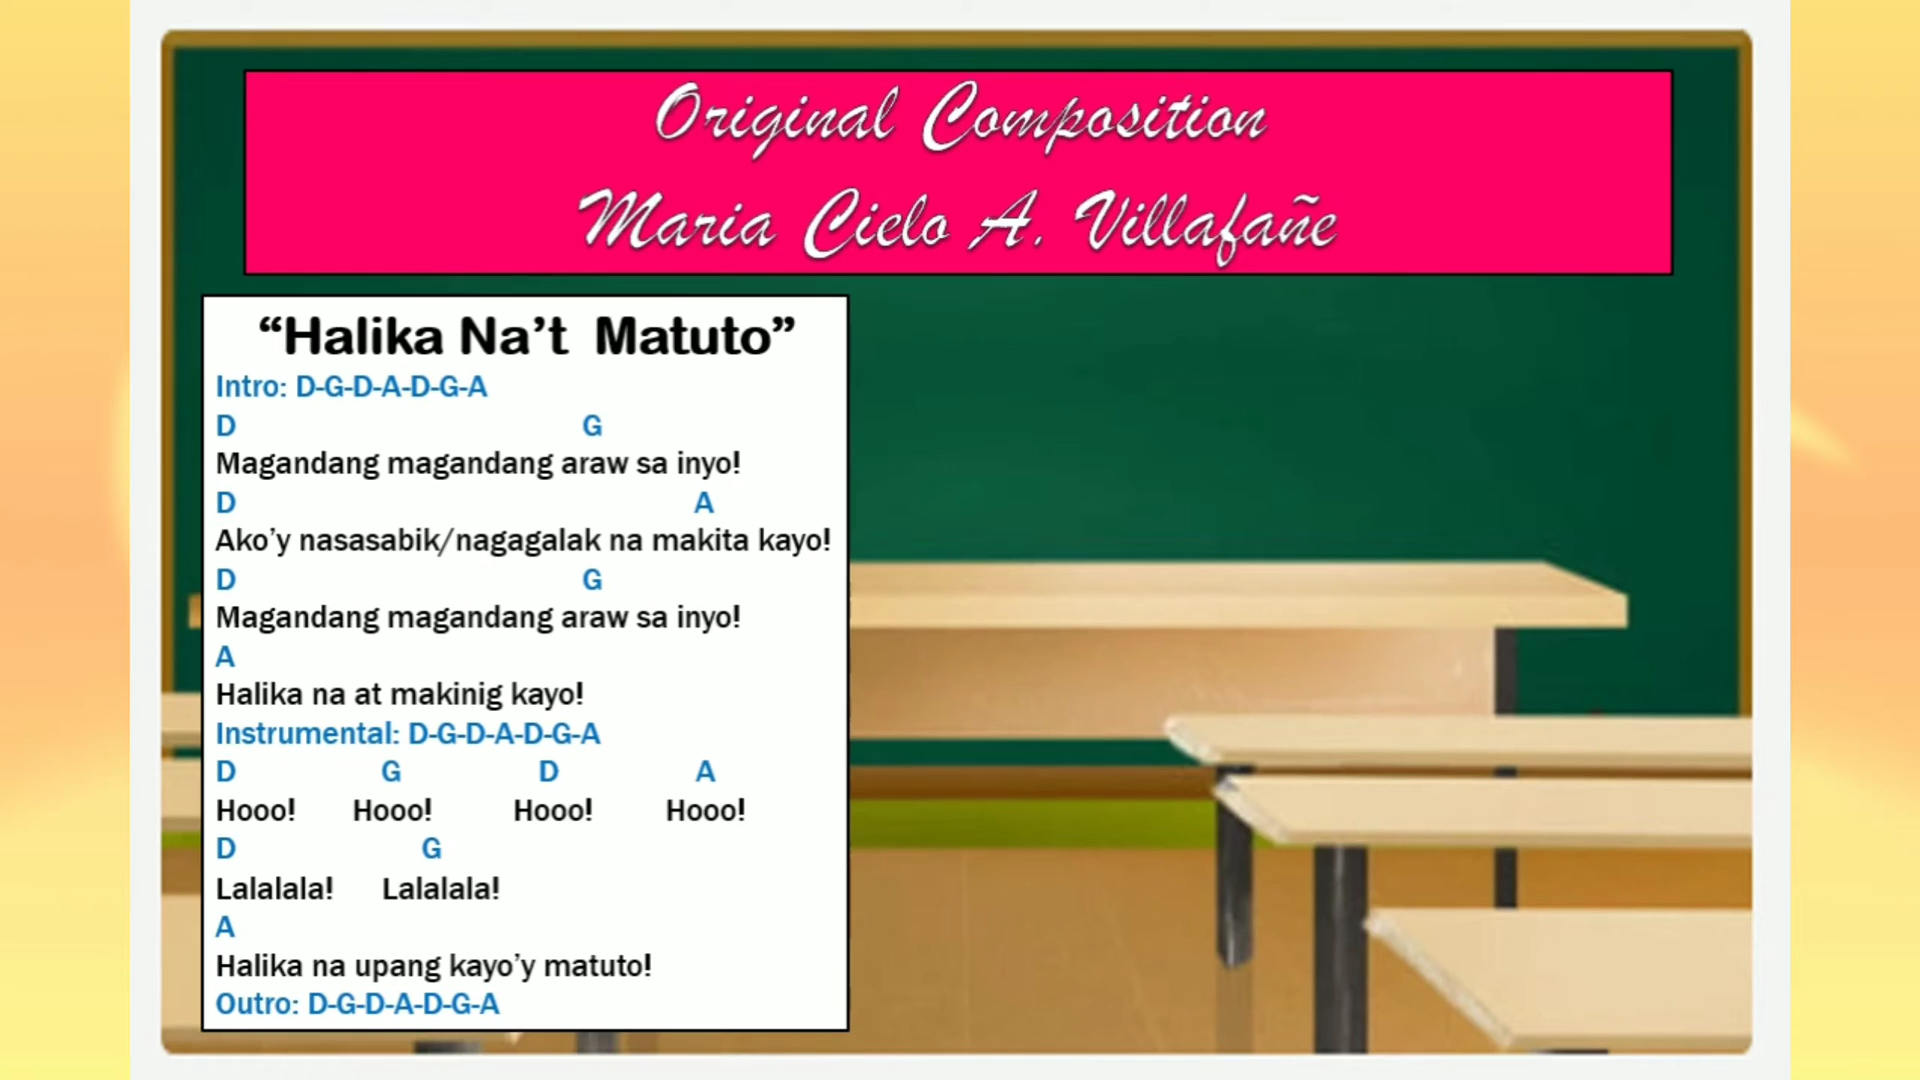 Original Composition
Maria Cielo A. Villafañe
“Halika Na’t Matuto”
Intro: D-G-D-A-D-G-A
D G
Magandang magandang araw sa inyo!
D A
Ako’y nasasabik/nagagalak na makita kayo!
D G
Magandang magandang araw sa inyo!
A
Halika na at makinig kayo!
Instrumental: D-G-D-A-D-G-A
D G D A
Hooo! Hooo! Hooo! Hooo!
D G
Lalalala! Lalalala!
A
Halika na upang kayo’y matuto!
Outro: D-G-D-A-D-G-A